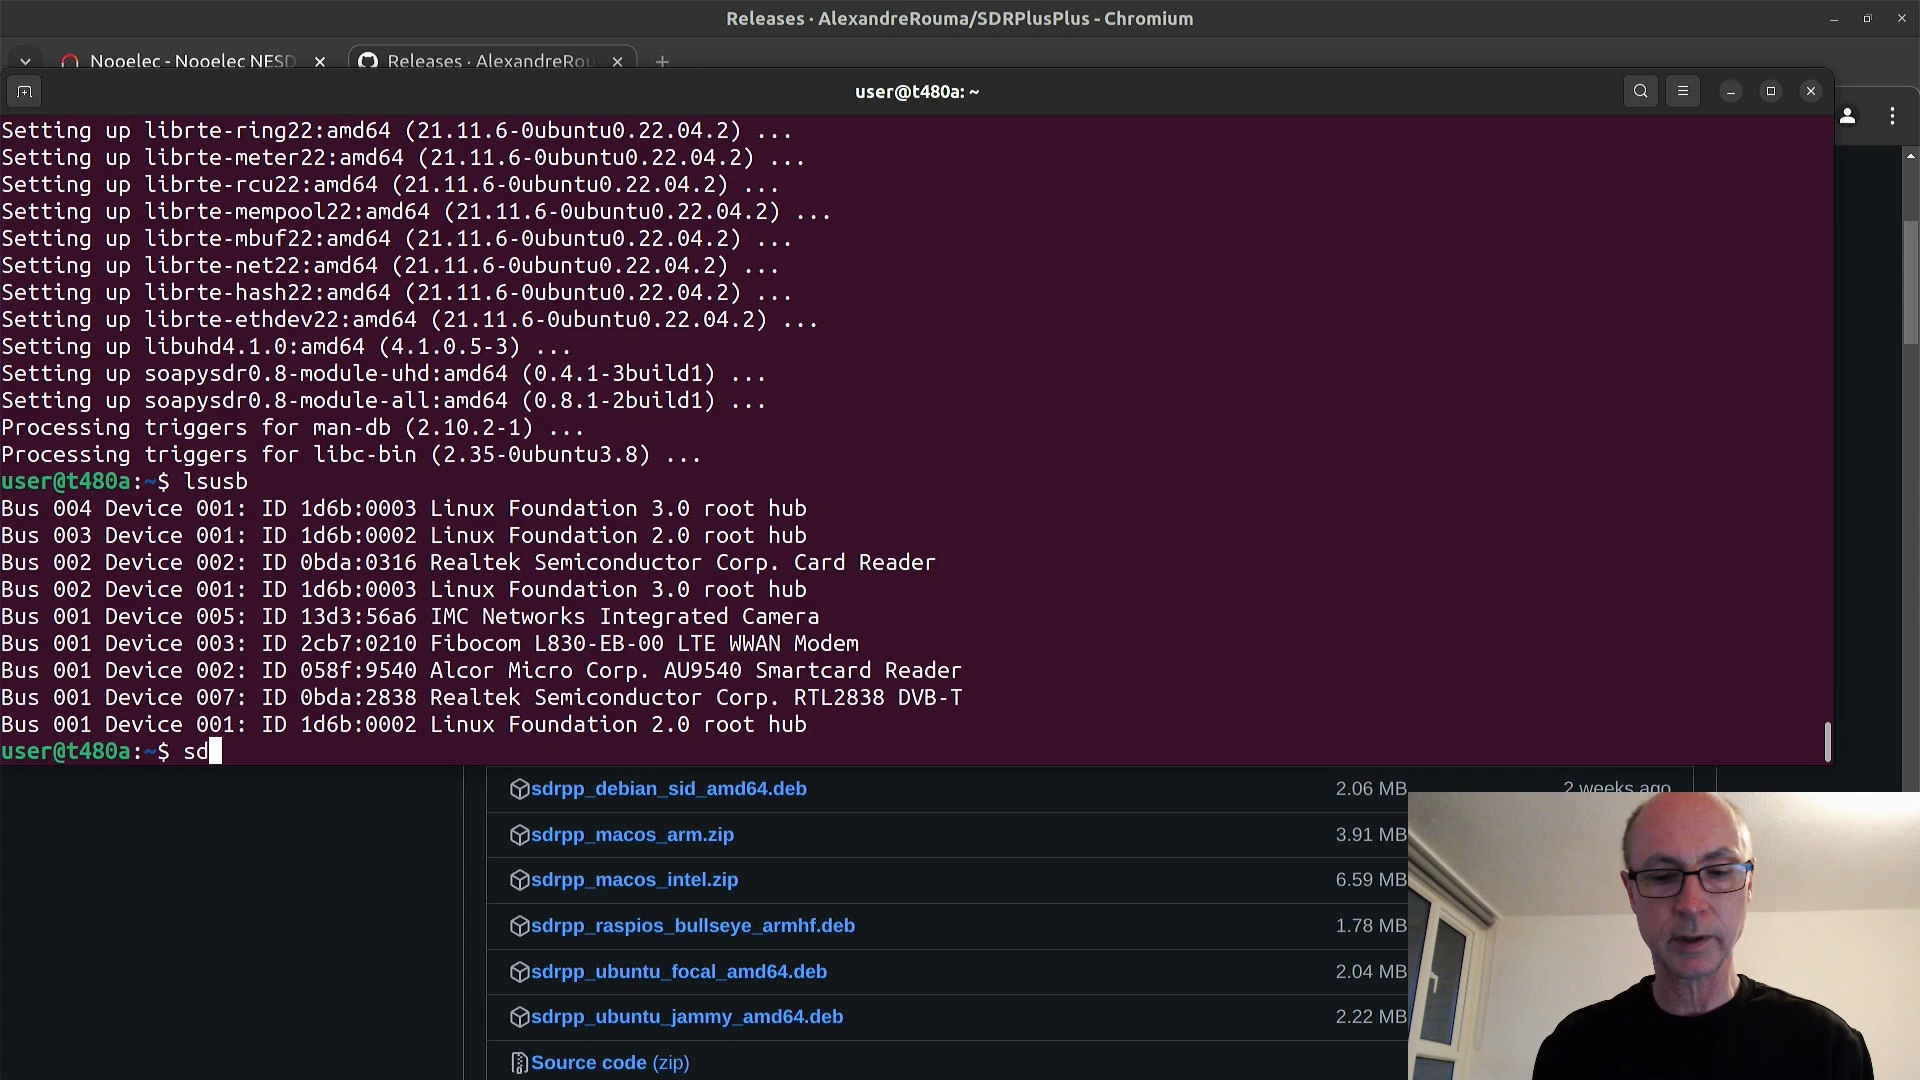 Releases · AlexandreRouma/SDRPlusPlus - Chromium
Nooelec - Nooelec NESD
Releases · AlexandreRou
user@t480a: ~
Setting up librte-ring22:amd64 (21.11.6-0ubuntu0.22.04.2) ...
Setting up librte-meter22:amd64 (21.11.6-0ubuntu0.22.04.2) ...
Setting up librte-rcu22:amd64 (21.11.6-0ubuntu0.22.04.2) ...
Setting up librte-mempool22:amd64 (21.11.6-0ubuntu0.22.04.2) ...
Setting up librte-mbuf22:amd64 (21.11.6-0ubuntu0.22.04.2) ...
Setting up librte-net22:amd64 (21.11.6-0ubuntu0.22.04.2) ...
Setting up librte-hash22:amd64 (21.11.6-0ubuntu0.22.04.2) ...
Setting up librte-ethdev22:amd64 (21.11.6-0ubuntu0.22.04.2) ...
Setting up libuhd4.1.0:amd64 (4.1.0.5-3) ...
Setting up soapysdr0.8-module-uhd:amd64 (0.4.1-3build1) ...
Setting up soapysdr0.8-module-all:amd64 (0.8.1-2build1) ...
Processing triggers for man-db (2.10.2-1) ...
Processing triggers for libc-bin (2.35-0ubuntu3.8) ...
user@t480a:~$ lsusb
Bus 004 Device 001: ID 1d6b:0003 Linux Foundation 3.0 root hub
Bus 003 Device 001: ID 1d6b:0002 Linux Foundation 2.0 root hub
Bus 002 Device 002: ID 0bda:0316 Realtek Semiconductor Corp. Card Reader
Bus 002 Device 001: ID 1d6b:0003 Linux Foundation 3.0 root hub
Bus 001 Device 005: ID 13d3:56a6 IMC Networks Integrated Camera
Bus 001 Device 003: ID 2cb7:0210 Fibocom L830-EB-00 LTE WWAN Modem
Bus 001 Device 002: ID 058f:9540 Alcor Micro Corp. AU9540 Smartcard Reader
Bus 001 Device 007: ID 0bda:2838 Realtek Semiconductor Corp. RTL2838 DVB-T
Bus 001 Device 001: ID 1d6b:0002 Linux Foundation 2.0 root hub
user@t480a:~$ sd
sdrpp_debian_sid_amd64.deb 2.06 MB 2 weeks ago
sdrpp_macos_arm.zip 3.91 MB
sdrpp_macos_intel.zip 6.59 MB
sdrpp_raspios_bullseye_armhf.deb 1.78 MB
sdrpp_ubuntu_focal_amd64.deb 2.04 MB
sdrpp_ubuntu_jammy_amd64.deb 2.22 MB
Source code (zip)